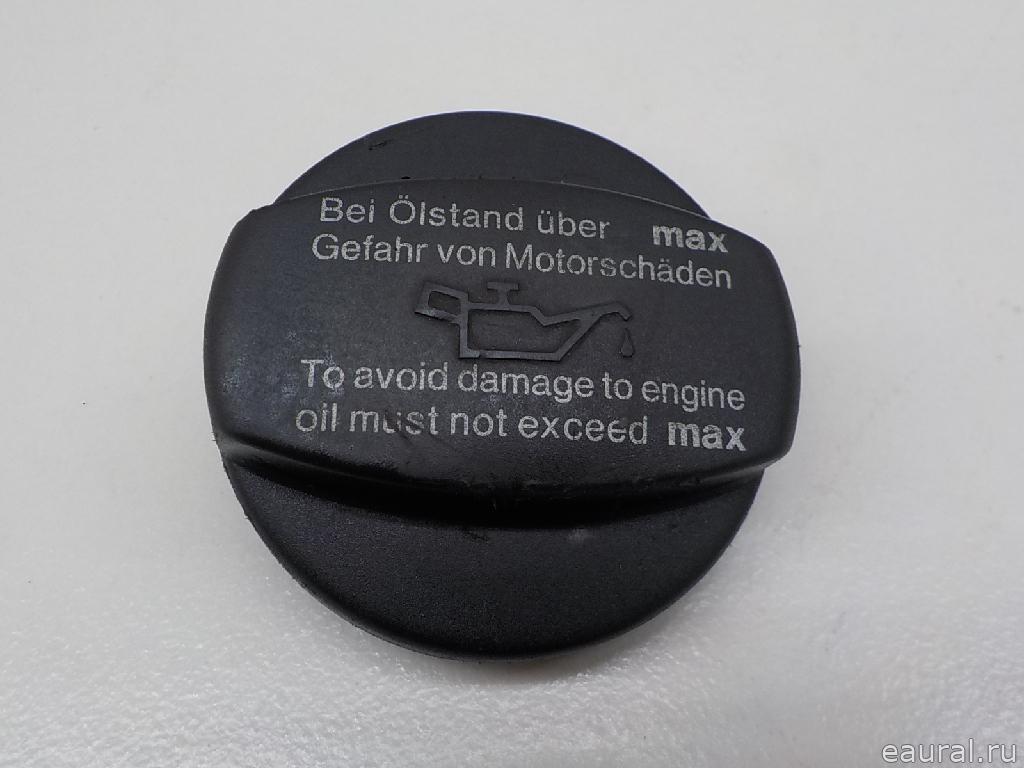 Bei Ölstand über max
Gefahr von Motorschäden
To avoid damage to engine
oil must not exceed max
eaural.ru